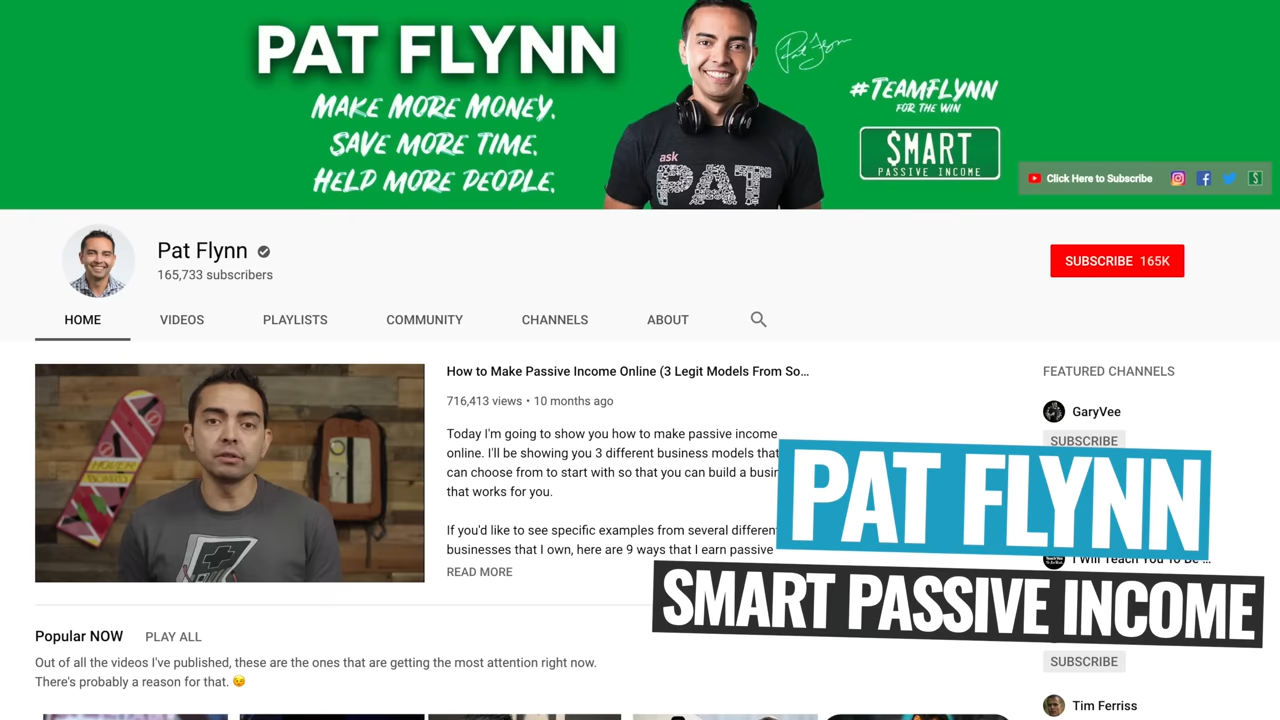 PAT FLYNN
MAKE MORE MONEY.
SAVE MORE TIME.
HELP MORE PEOPLE.
Pat Flynn
#TEAMFLYNN
FOR THE WIN
$MART
PASSIVE INCOME
ask
PAT
Click Here to Subscribe
Pat Flynn
165,733 subscribers
SUBSCRIBE 165K
HOME VIDEOS PLAYLISTS COMMUNITY CHANNELS ABOUT
How to Make Passive Income Online (3 Legit Models From So...
716,413 views • 10 months ago
Today I'm going to show you how to make passive income
online. I'll be showing you 3 different business models that
can choose from to start with so that you can build a busin
that works for you.
If you'd like to see specific examples from several different
businesses that I own, here are 9 ways that I earn passive
READ MORE
FEATURED CHANNELS
GaryVee
SUBSCRIBE
I Will Teach You To Be ...
SUBSCRIBE
Tim Ferriss
PAT FLYNN
SMART PASSIVE INCOME
Popular NOW PLAY ALL
Out of all the videos I've published, these are the ones that are getting the most attention right now.
There's probably a reason for that. 😉